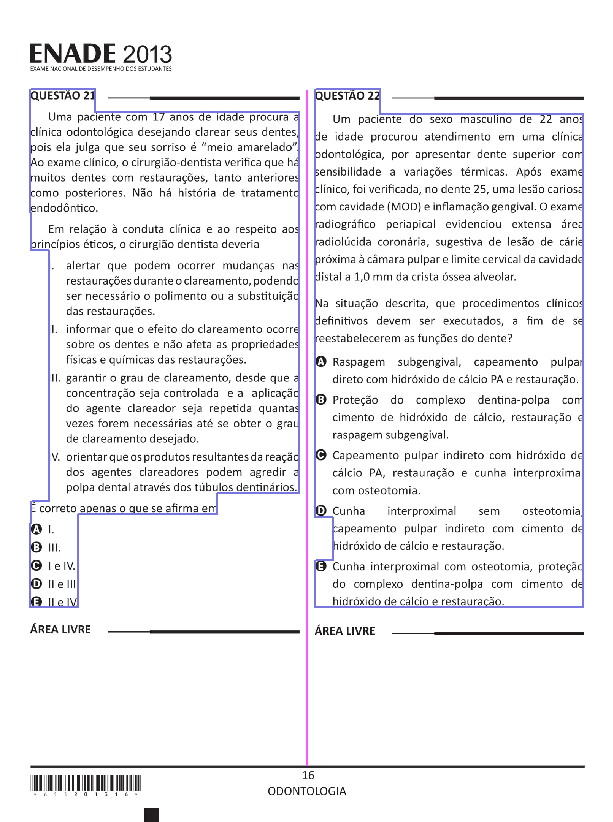 ENADE 2013
EXAME NACIONAL DE DESEMPENHO DOS ESTUDANTES
QUESTÃO 21
Uma paciente com 17 anos de idade procura a
clínica odontológica desejando clarear seus dentes,
pois ela julga que seu sorriso é “meio amarelado”.
Ao exame clínico, o cirurgião-dentista verifica que há
muitos dentes com restaurações, tanto anteriores
como posteriores. Não há história de tratamento
endodôntico.
Em relação à conduta clínica e ao respeito aos
princípios éticos, o cirurgião dentista deveria
I. alertar que podem ocorrer mudanças nas
restaurações durante o clareamento, podendo
ser necessário o polimento ou a substituição
das restaurações.
II. informar que o efeito do clareamento ocorre
sobre os dentes e não afeta as propriedades
físicas e químicas das restaurações.
III. garantir o grau de clareamento, desde que a
concentração seja controlada e a aplicação
do agente clareador seja repetida quantas
vezes forem necessárias até se obter o grau
de clareamento desejado.
IV. orientar que os produtos resultantes da reação
dos agentes clareadores podem agredir a
polpa dental através dos túbulos dentinários.
É correto apenas o que se afirma em
A I.
B III.
C I e IV.
D II e III
E II e IV
ÁREA LIVRE
QUESTÃO 22
Um paciente do sexo masculino de 22 anos
de idade procurou atendimento em uma clínica
odontológica, por apresentar dente superior com
sensibilidade a variações térmicas. Após exame
clínico, foi verificada, no dente 25, uma lesão cariosa
com cavidade (MOD) e inflamação gengival. O exame
radiográfico periapical evidenciou extensa área
radiolúcida coronária, sugestiva de lesão de cárie
próxima à câmara pulpar e limite cervical da cavidade
distal a 1,0 mm da crista óssea alveolar.
Na situação descrita, que procedimentos clínicos
definitivos devem ser executados, a fim de se
reestabelecerem as funções do dente?
A Raspagem subgengival, capeamento pulpar
direto com hidróxido de cálcio PA e restauração.
B Proteção do complexo dentina-polpa com
cimento de hidróxido de cálcio, restauração e
raspagem subgengival.
C Capeamento pulpar indireto com hidróxido de
cálcio PA, restauração e cunha interproximal
com osteotomia.
D Cunha interproximal sem osteotomia,
capeamento pulpar indireto com cimento de
hidróxido de cálcio e restauração.
E Cunha interproximal com osteotomia, proteção
do complexo dentina-polpa com cimento de
hidróxido de cálcio e restauração.
ÁREA LIVRE
16
ODONTOLOGIA